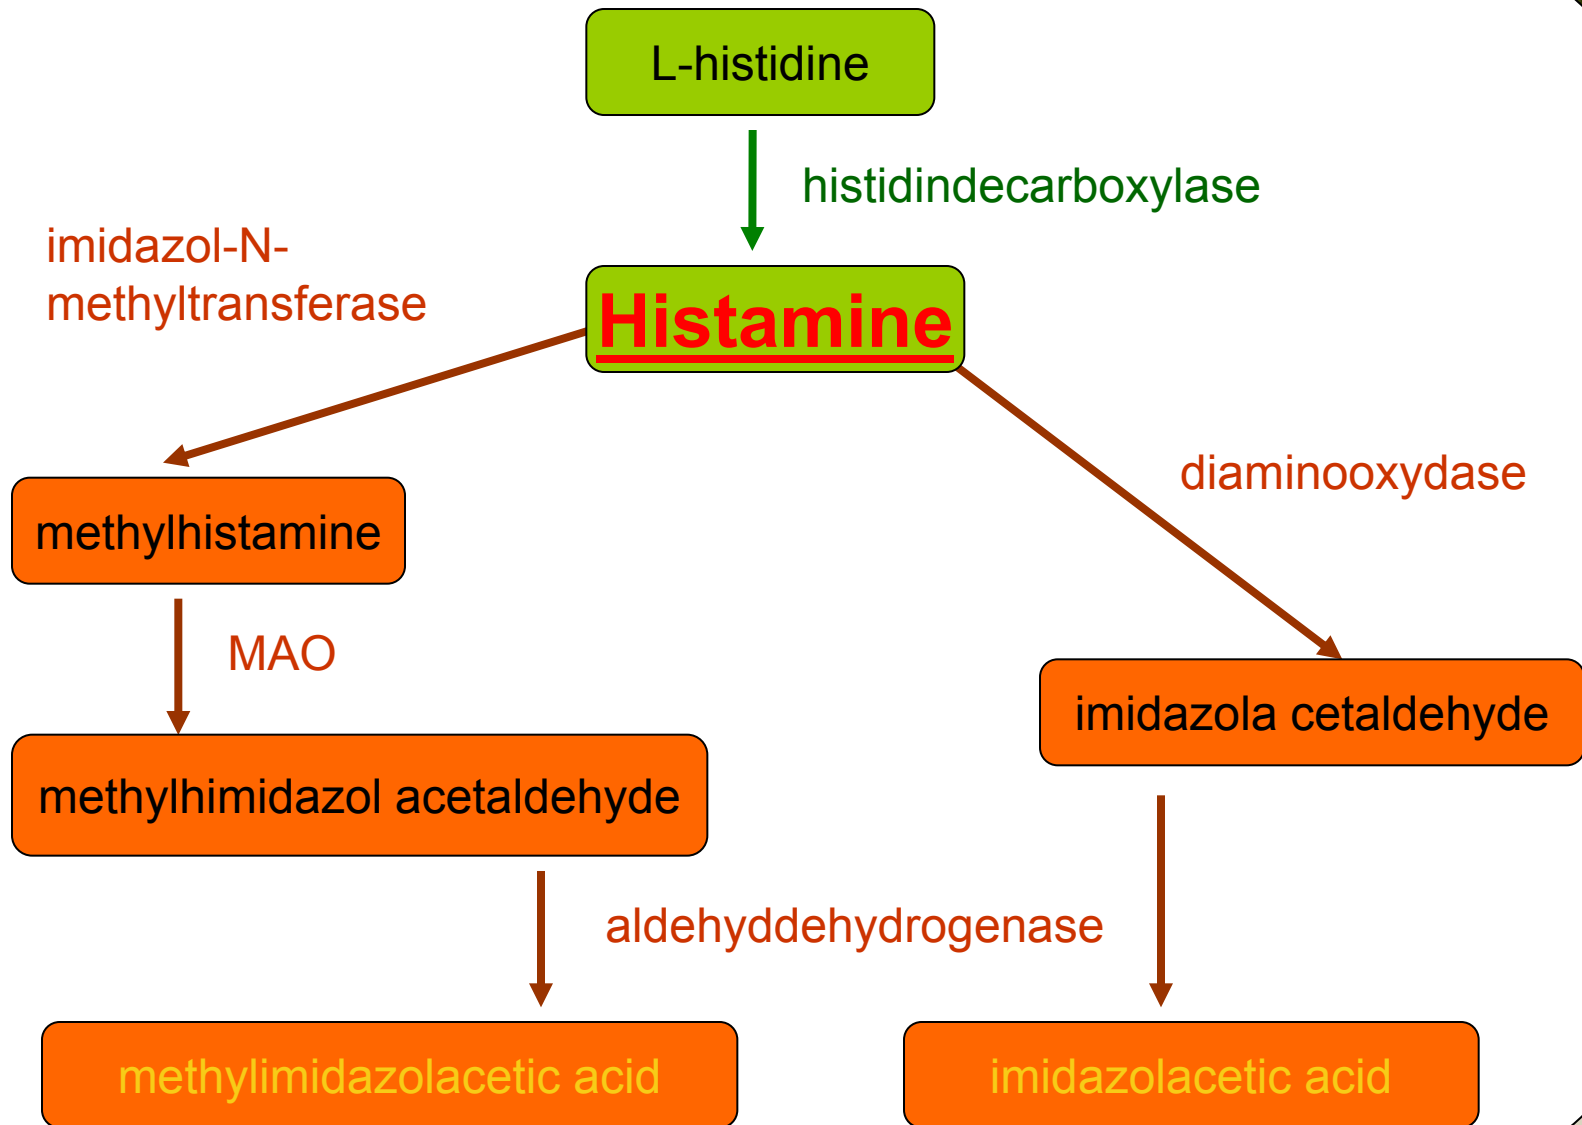 L-histidine
histidindecarboxylase
imidazol-N-
methyltransferase
Histamine
diaminooxydase
methylhistamine
MAO
imidazola cetaldehyde
methylhimidazol acetaldehyde
aldehyddehydrogenase
methylimidazolacetic acid
imidazolacetic acid